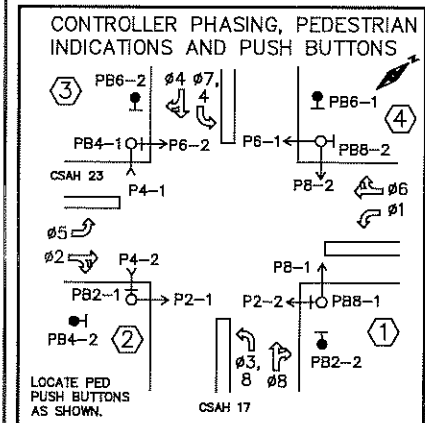 CONTROLLER PHASING, PEDESTRIAN
INDICATIONS AND PUSH BUTTONS
3
PB6-2
ø4 ø7,
4
PB6-1
4
N
PB4-1
P6-2
P6-1
PB8-2
CSAH 23
P4-1
P8-2
ø6
ø1
ø5
ø2
P4-2
P8-1
PB2-1
P2-1
P2-2
PB8-1
PB4-2
2
ø3,
8
ø8
PB2-2
1
LOCATE PED
PUSH BUTTONS
AS SHOWN.
CSAH 17